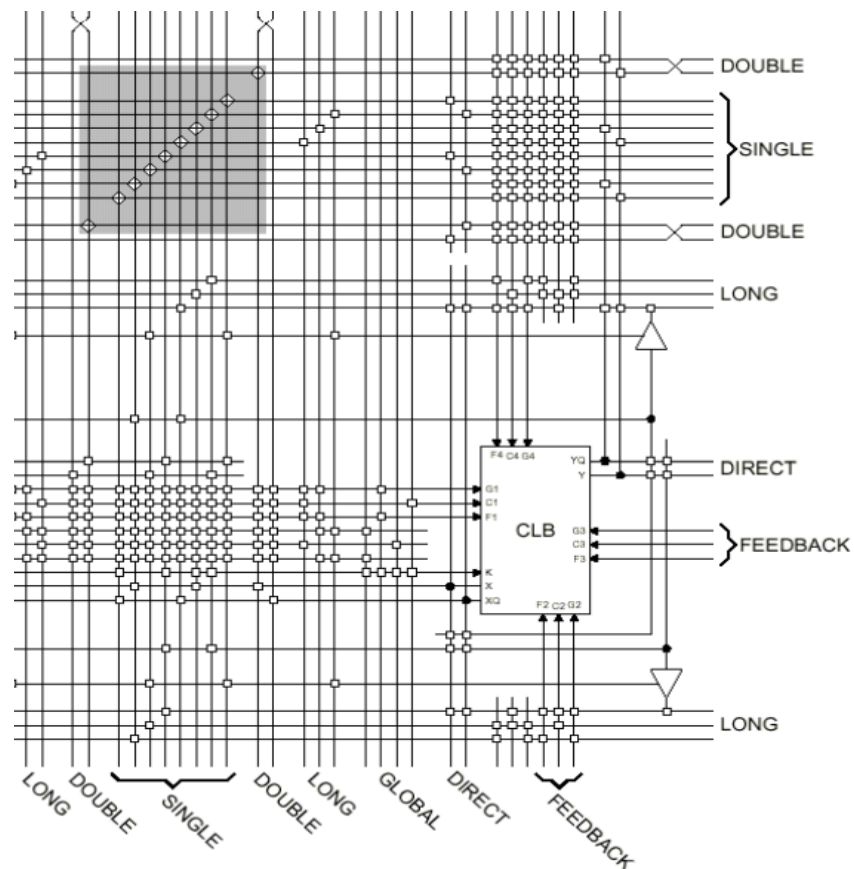 DOUBLE
SINGLE
DOUBLE
LONG
F4 C4 G4
YQ
DIRECT
Y
G1
C1
F1
CLB
G3
C3
F3
FEEDBACK
K
X
XQ
F2 C2 G2
LONG
LONG
DOUBLE
SINGLE
DOUBLE
LONG
GLOBAL
DIRECT
FEEDBACK